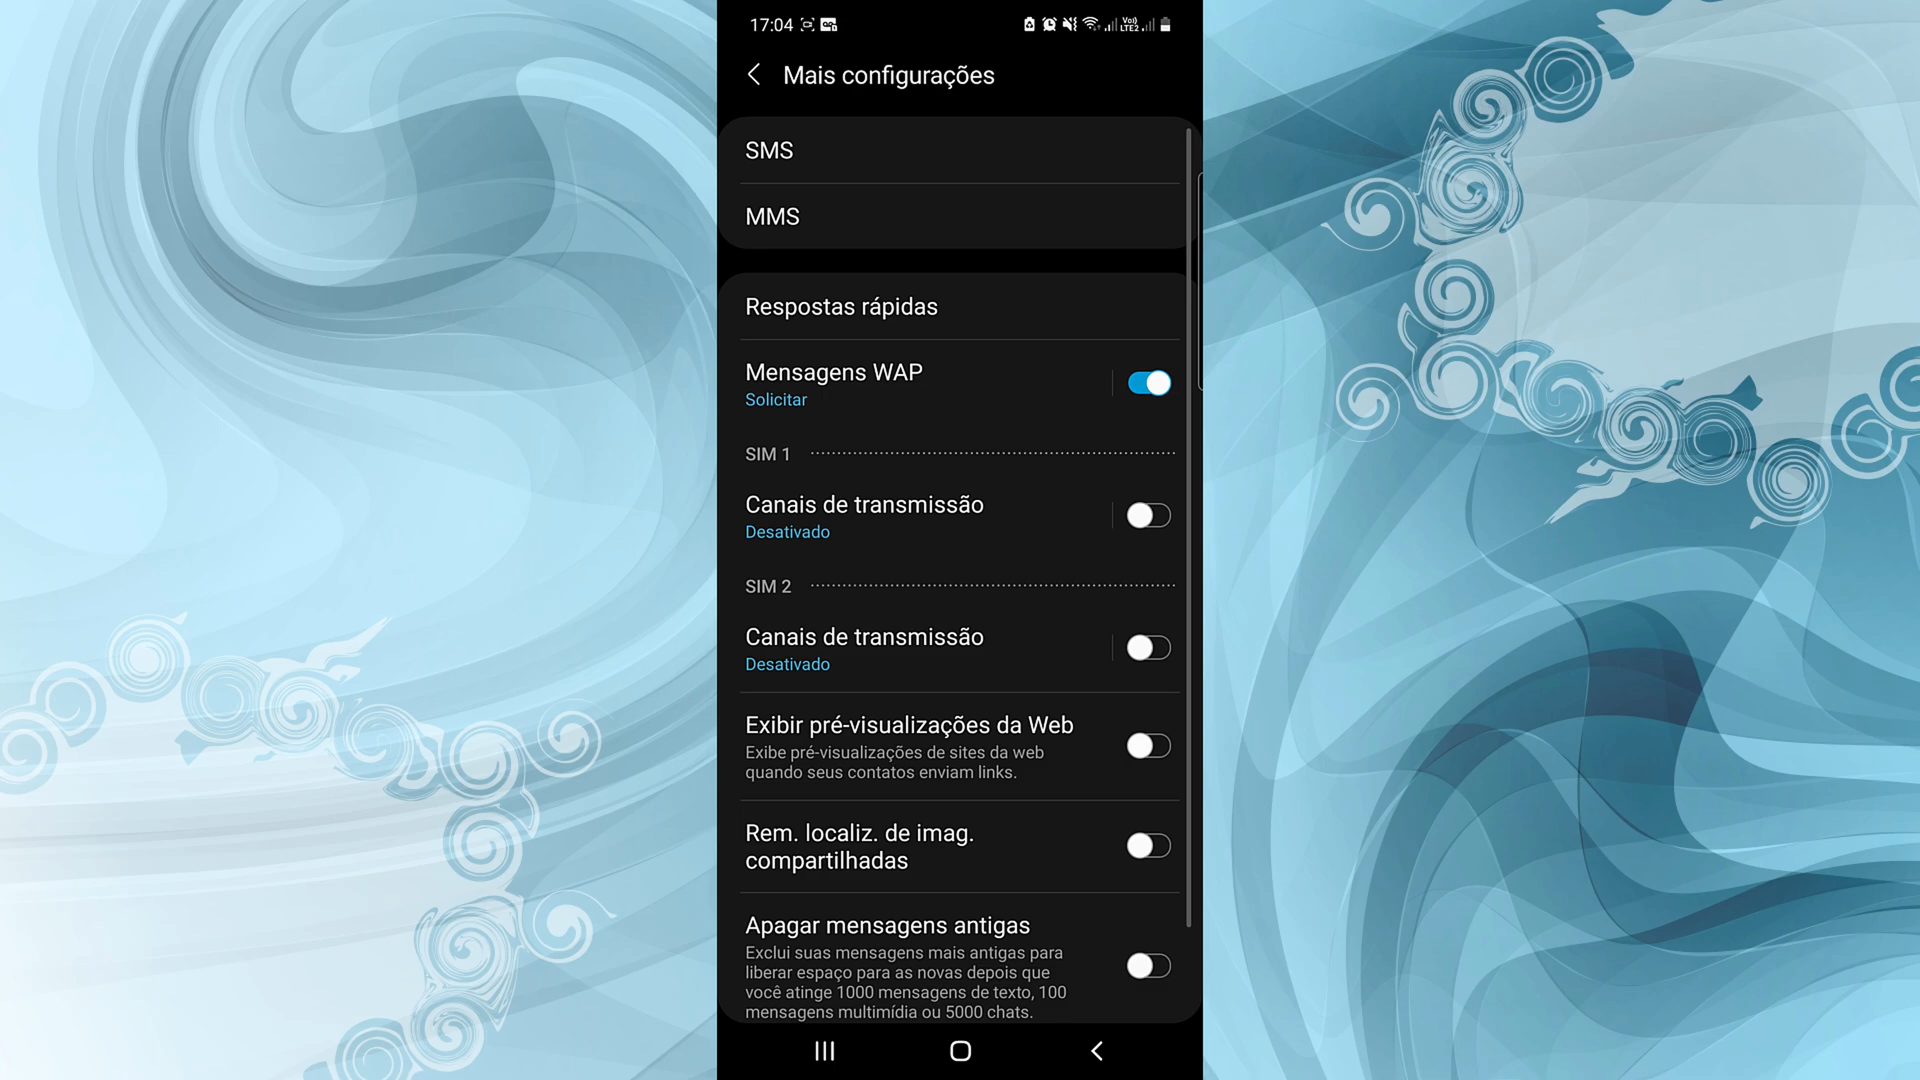 17:04
VoI)
LTE2
Mais configurações
SMS
MMS
Respostas rápidas
Mensagens WAP
Solicitar
SIM 1
Canais de transmissão
Desativado
SIM 2
Canais de transmissão
Desativado
Exibir pré-visualizações da Web
Exibe pré-visualizações de sites da web
quando seus contatos enviam links.
Rem. localiz. de imag.
compartilhadas
Apagar mensagens antigas
Exclui suas mensagens mais antigas para
liberar espaço para as novas depois que
você atinge 1000 mensagens de texto, 100
mensagens multimídia ou 5000 chats.